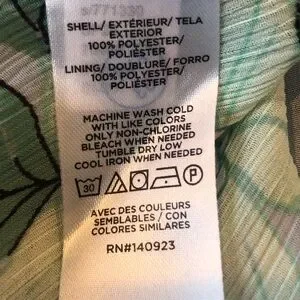 SHELL/ EXTÉRIEUR/ TELA
EXTERIOR
100% POLYESTER/
POLIÉSTER
LINING/ DOUBLURE/ FORRO
100% POLYESTER/
POLIÉSTER
MACHINE WASH COLD
WITH LIKE COLORS
ONLY NON-CHLORINE
BLEACH WHEN NEEDED
TUMBLE DRY LOW
COOL IRON WHEN NEEDED
30 P
AVEC DES COULEURS
SEMBLABLES / CON
COLORES SIMILARES
RN#140923